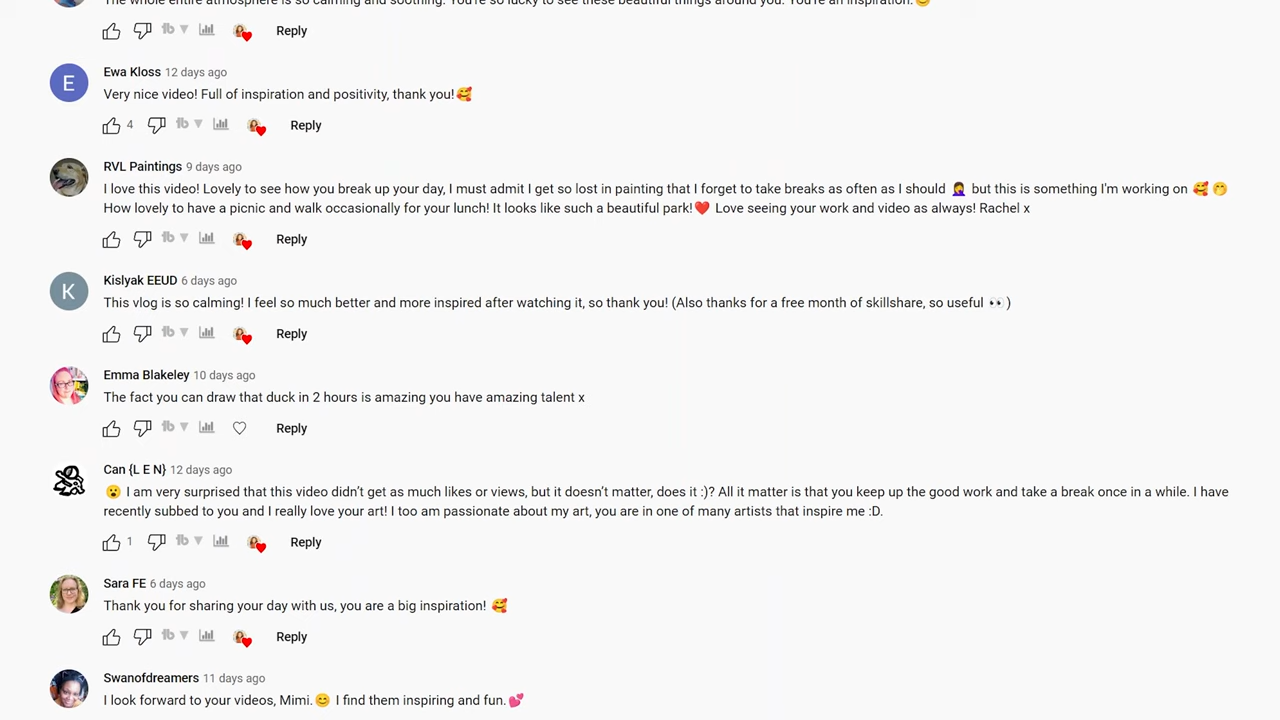 The whole entire atmosphere is so calming and soothing. You're so lucky to see these beautiful things around you. You're an inspiration.😊
Reply
E
Ewa Kloss 12 days ago
Very nice video! Full of inspiration and positivity, thank you!🥰
4 tb Reply
RVL Paintings 9 days ago
I love this video! Lovely to see how you break up your day, I must admit I get so lost in painting that I forget to take breaks as often as I should 🤦‍♀️ but this is something I'm working on 🥰 🤭
How lovely to have a picnic and walk occasionally for your lunch! It looks like such a beautiful park!❤️ Love seeing your work and video as always! Rachel x
tb Reply
K
Kislyak EEUD 6 days ago
This vlog is so calming! I feel so much better and more inspired after watching it, so thank you! (Also thanks for a free month of skillshare, so useful 👀)
tb Reply
Emma Blakeley 10 days ago
The fact you can draw that duck in 2 hours is amazing you have amazing talent x
tb Reply
Can {L E N} 12 days ago
😮 I am very surprised that this video didn't get as much likes or views, but it doesn't matter, does it :)? All it matter is that you keep up the good work and take a break once in a while. I have
recently subbed to you and I really love your art! I too am passionate about my art, you are in one of many artists that inspire me :D.
1 tb Reply
Sara FE 6 days ago
Thank you for sharing your day with us, you are a big inspiration! 🥰
tb Reply
Swanofdreamers 11 days ago
I look forward to your videos, Mimi.😊 I find them inspiring and fun.💕